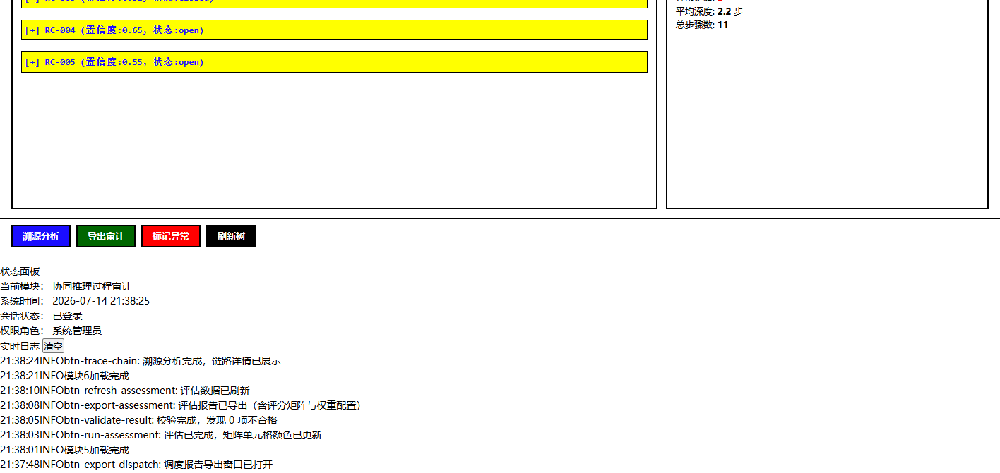 [+] RC-004 (置信度:0.65, 状态:open)
[+] RC-005 (置信度:0.55, 状态:open)
平均深度: 2.2 步
总步骤数: 11
溯源分析 导出审计 标记异常 刷新树
状态面板
当前模块： 协同推理过程审计
系统时间： 2026-07-14 21:38:25
会话状态： 已登录
权限角色： 系统管理员
实时日志 清空
21:38:24INFObtn-trace-chain: 溯源分析完成，链路详情已展示
21:38:21INFO模块6加载完成
21:38:10INFObtn-refresh-assessment: 评估数据已刷新
21:38:08INFObtn-export-assessment: 评估报告已导出（含评分矩阵与权重配置）
21:38:05INFObtn-validate-result: 校验完成，发现 0 项不合格
21:38:03INFObtn-run-assessment: 评估已完成，矩阵单元格颜色已更新
21:38:01INFO模块5加载完成
21:37:48INFObtn-export-dispatch: 调度报告导出窗口已打开